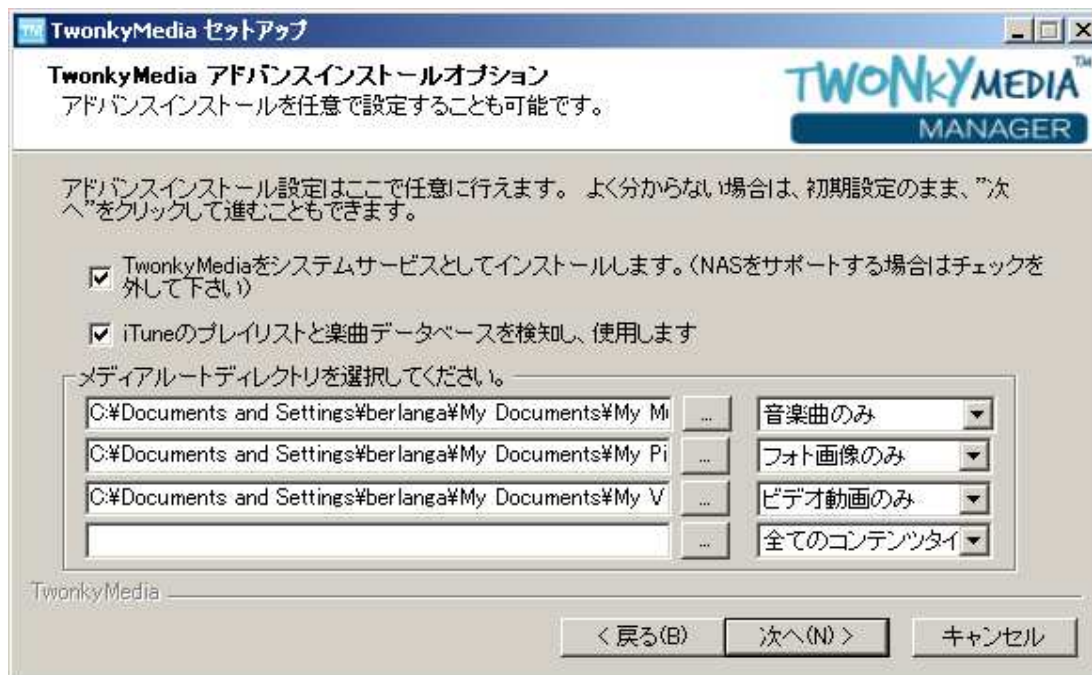 TwonkyMedia セットアップ
TwonkyMedia アドバンスインストールオプション
アドバンスインストールを任意で設定することも可能です。
TWONKYMEDIA™
MANAGER
アドバンスインストール設定はここで任意に行えます。 よく分からない場合は、初期設定のまま、”次
へ”をクリックして進むこともできます。
TwonkyMediaをシステムサービスとしてインストールします。(NASをサポートする場合はチェックを
外して下さい)
iTuneのプレイリストと楽曲データベースを検知し、使用します
メディアルートディレクトリを選択してください。
C:¥Documents and Settings¥berlanga¥My Documents¥My Mu
...
音楽曲のみ
C:¥Documents and Settings¥berlanga¥My Documents¥My Pi
...
フォト画像のみ
C:¥Documents and Settings¥berlanga¥My Documents¥My V
...
ビデオ動画のみ
...
全てのコンテンツタイ
TwonkyMedia
< 戻る(B)
次へ(N) >
キャンセル